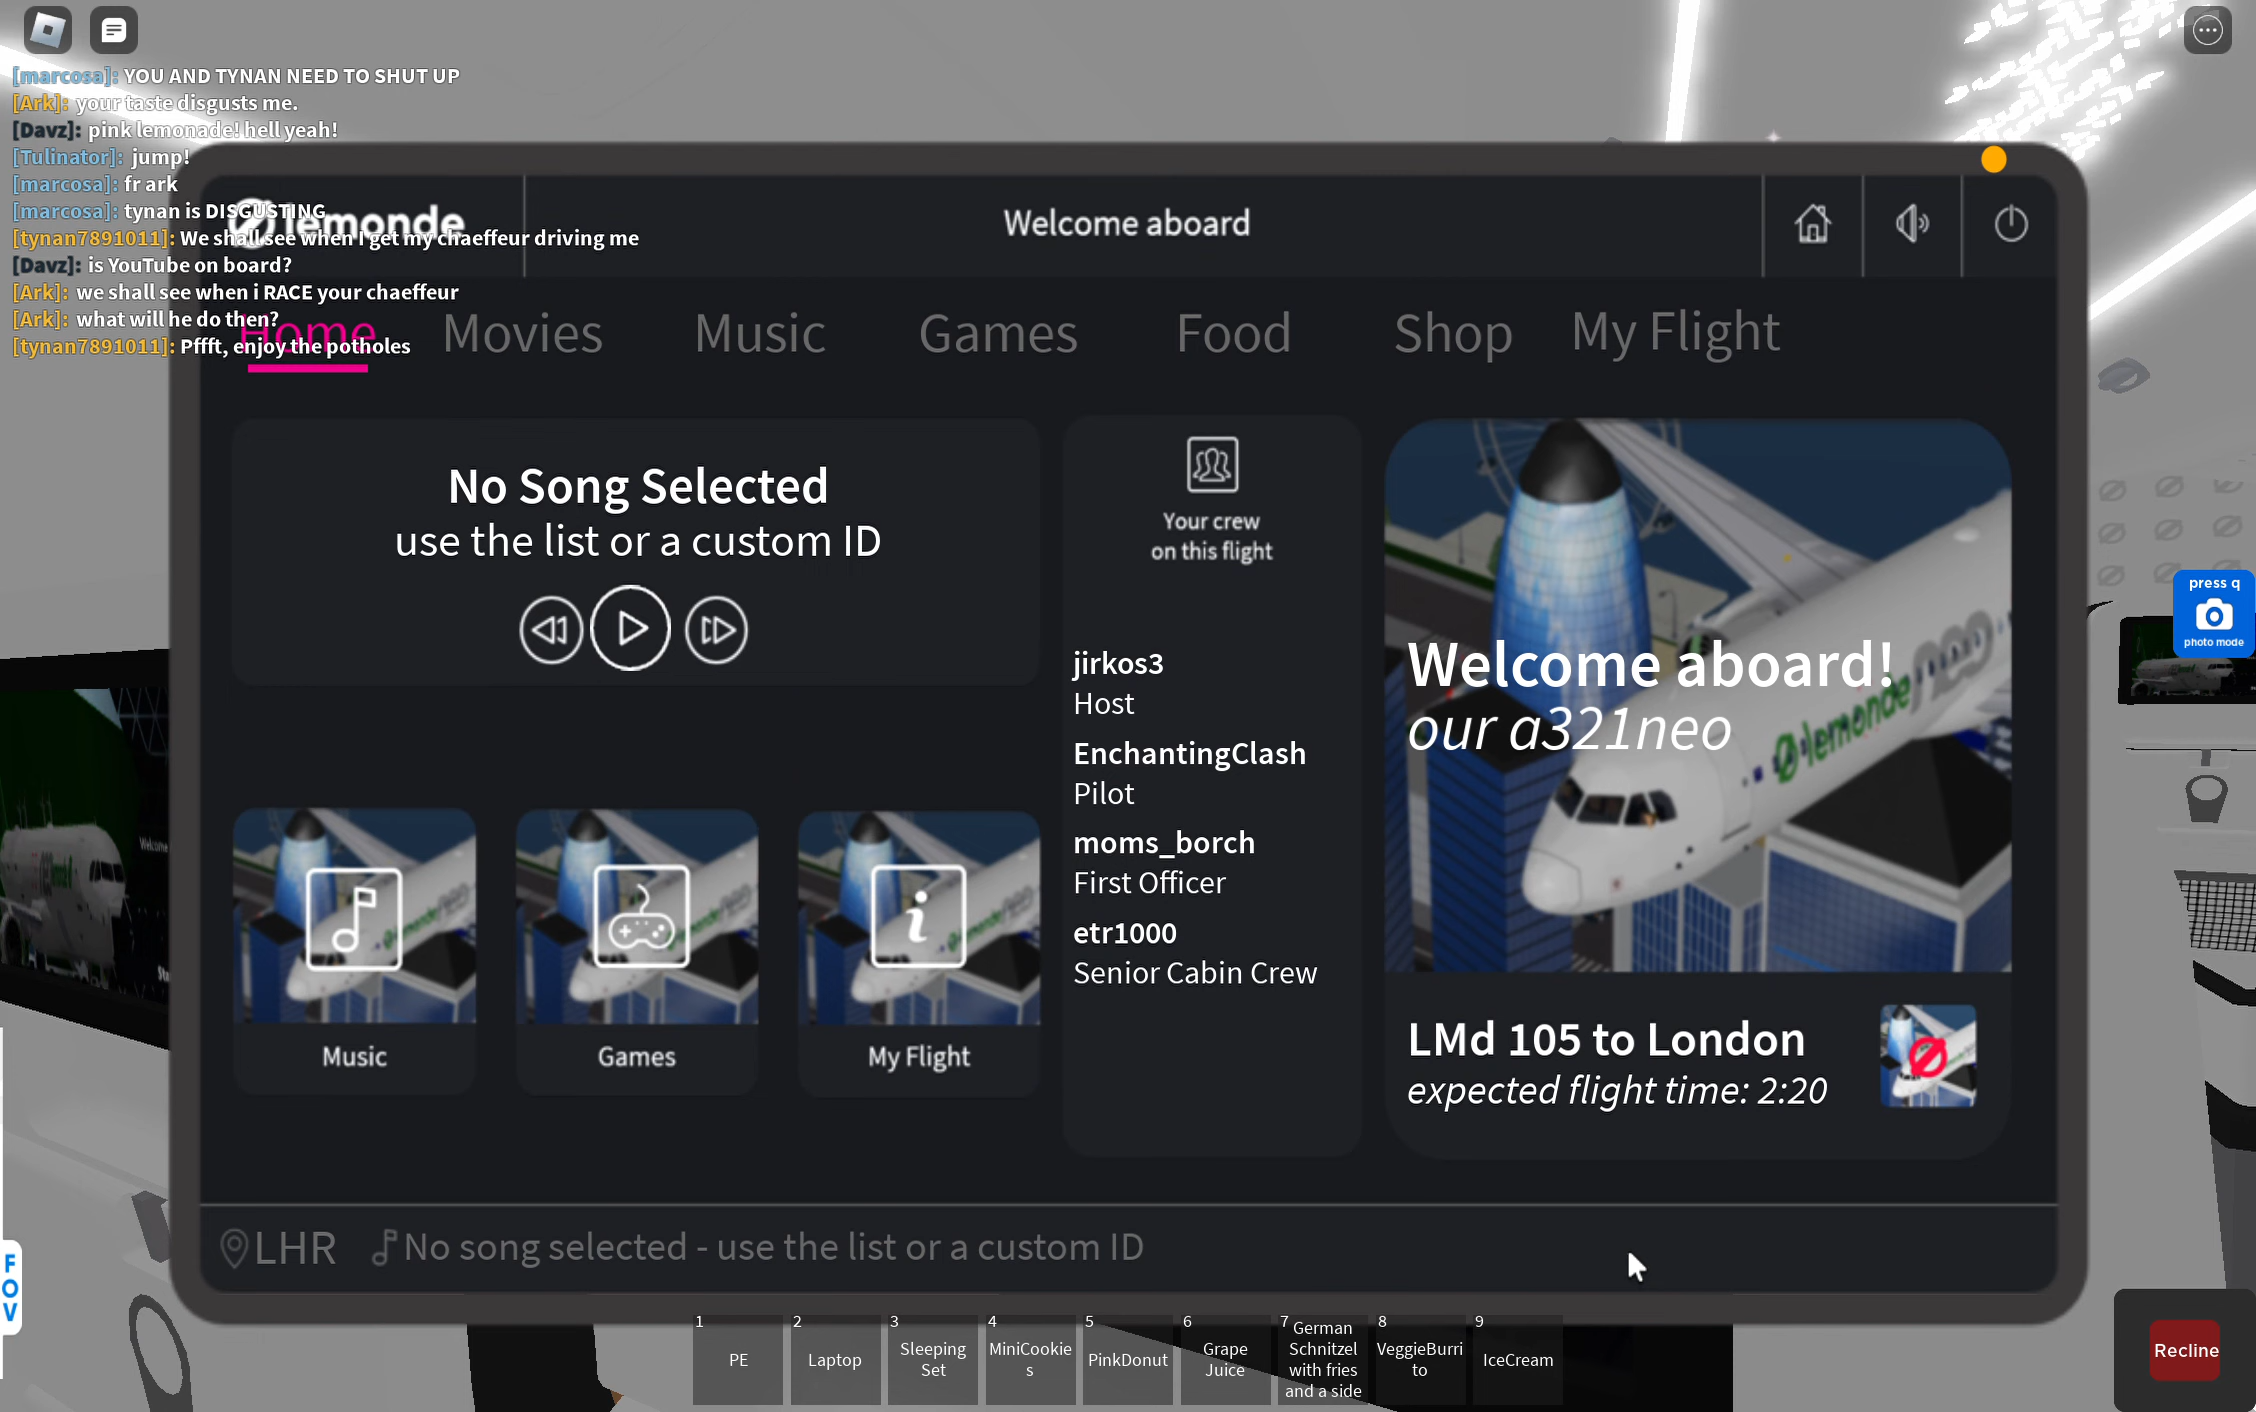 [marcosa]: YOU AND TYNAN NEED TO SHUT UP
[Ark]: your taste disgusts me.
[Davz]: pink lemonade! hell yeah!
[Tulinator]: jump!
[marcosa]: fr ark
[marcosa]: tynan is DISGUSTING
[tynan7891011]: We shall see when I get my chaeffeur driving me
[Davz]: is YouTube on board?
[Ark]: we shall see when i RACE your chaeffeur
[Ark]: what will he do then?
[tynan7891011]: Pffft, enjoy the potholes
lemonde
Welcome aboard
Home Movies Music Games Food Shop My Flight
No Song Selected
use the list or a custom ID
Your crew
on this flight
jirkos3
Host
EnchantingClash
Pilot
moms_borch
First Officer
etr1000
Senior Cabin Crew
lemonde
Welcome aboard!
our a321neo
LMd 105 to London
expected flight time: 2:20
Music
Games
My Flight
LHR
No song selected - use the list or a custom ID
press q
photo mode
F
O
V
1
PE
2
Laptop
3
Sleeping
Set
4
MiniCookie
s
5
PinkDonut
6
Grape
Juice
7
German
Schnitzel
with fries
and a side
8
VeggieBurri
to
9
IceCream
Recline